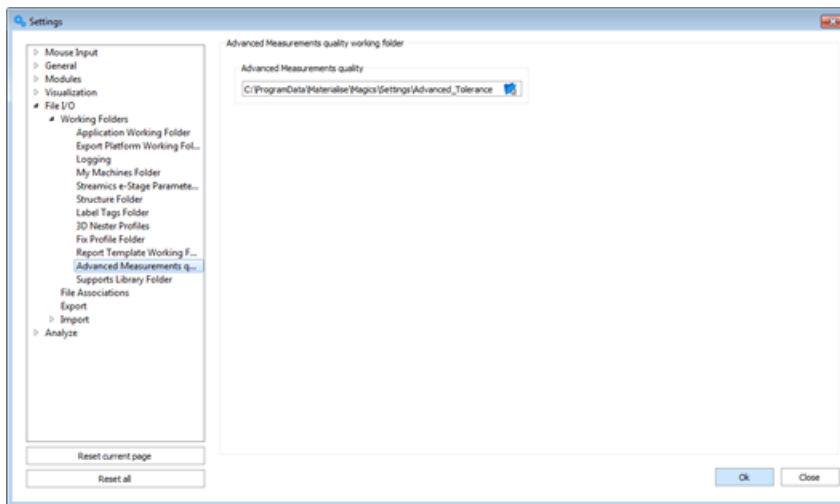 Settings
Mouse Input
General
Modules
Visualization
File I/O
Working Folders
Application Working Folder
Export Platform Working Fol...
Logging
My Machines Folder
Streamics e-Stage Paramete...
Structure Folder
Label Tags Folder
3D Nester Profiles
Fix Profile Folder
Report Template Working F...
Advanced Measurements q...
Supports Library Folder
File Associations
Export
Import
Analyze
Reset current page
Reset all
Advanced Measurements quality working folder
Advanced Measurements quality
C:\ProgramData\Materialise\Magics\Settings\Advanced_Tolerance
Ok
Close